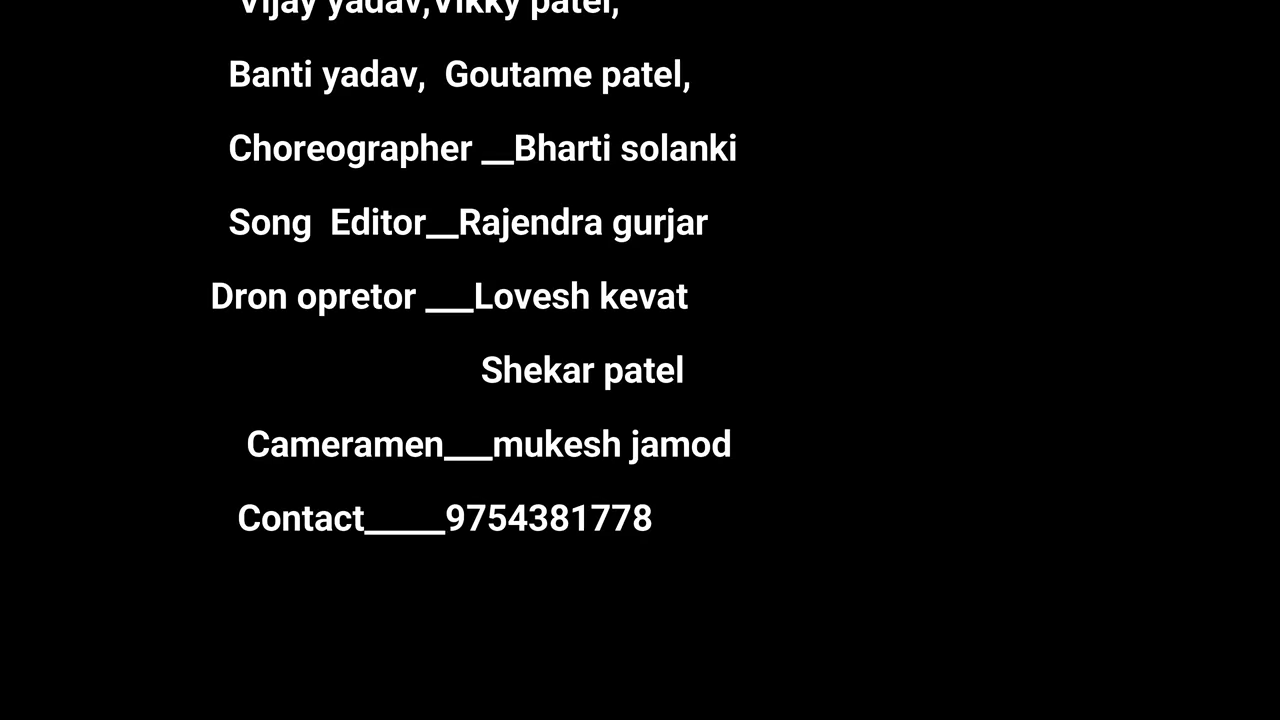 Vijay yadav,Vikky patel,
Banti yadav,  Goutame patel,
Choreographer __Bharti solanki
Song  Editor__Rajendra gurjar
Dron opretor ___Lovesh kevat
Shekar patel
Cameramen___mukesh jamod
Contact_____9754381778